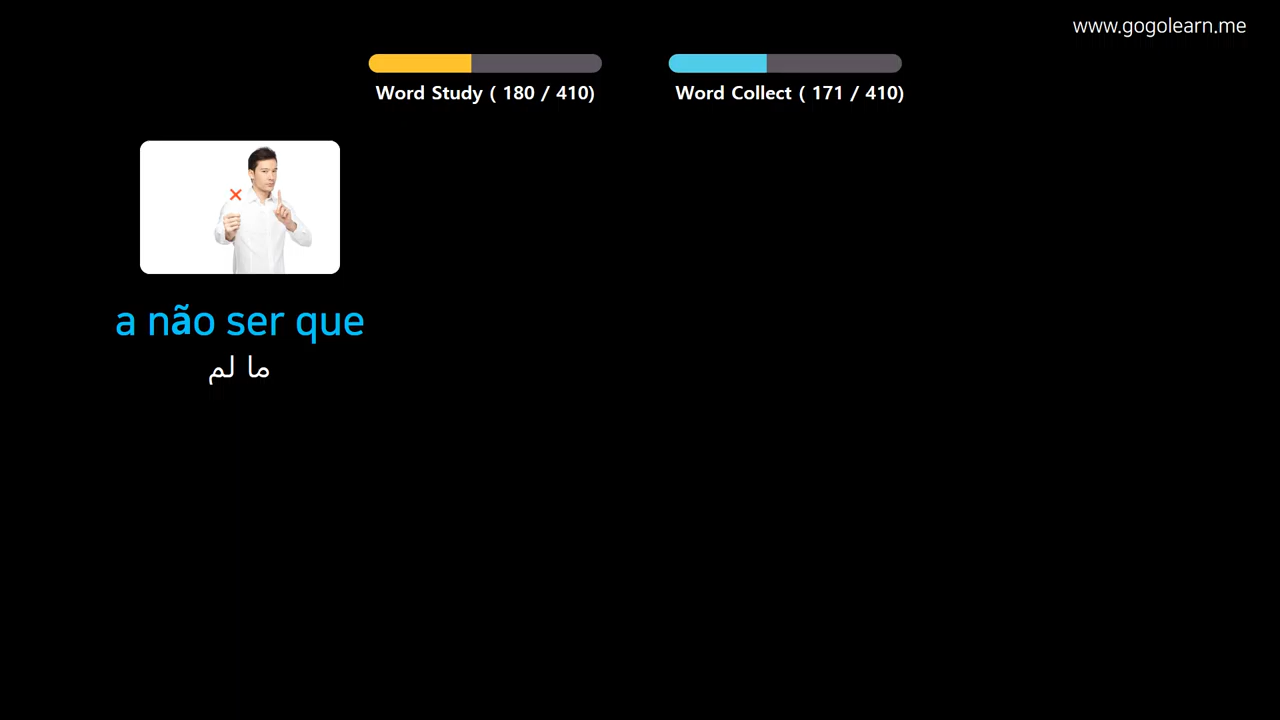 www.gogolearn.me
Word Study ( 180 / 410)
Word Collect ( 171 / 410)
a não ser que
ما لم